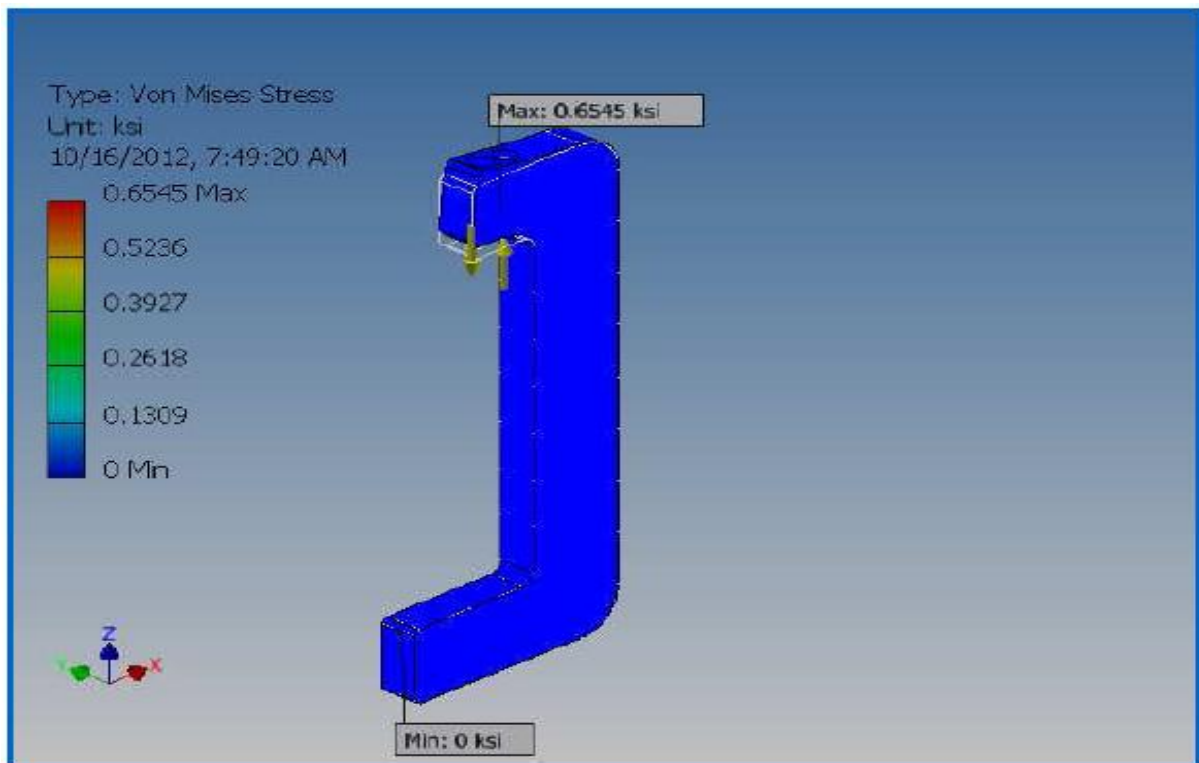 Type: Von Mises Stress
Unit: ksi
10/16/2012, 7:49:20 AM
0.6545 Max
0.5236
0.3927
0.2618
0.1309
0 Min
Max: 0.6545 ksi
Min: 0 ksi
Z
Y
X